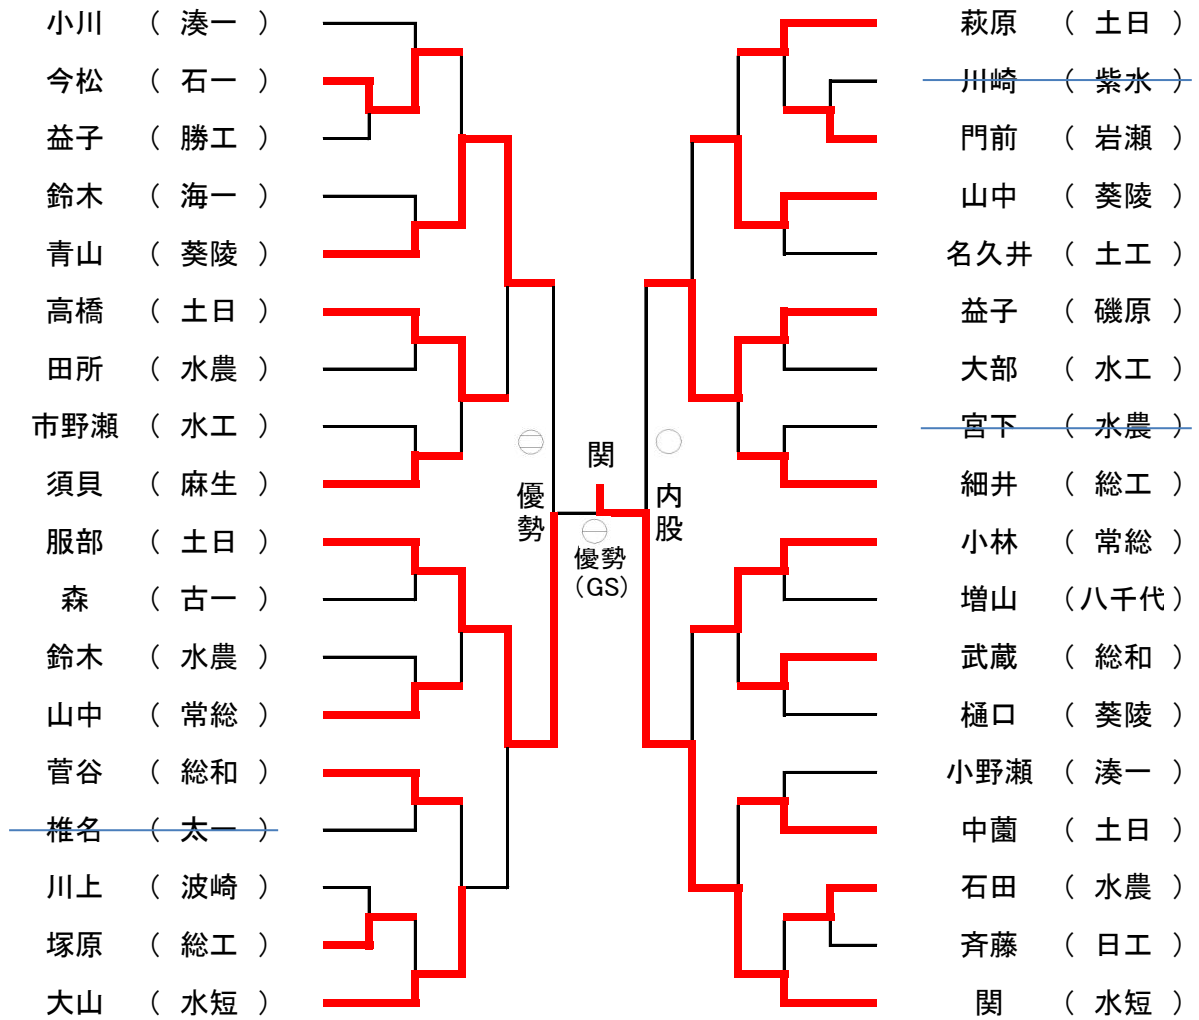 小川 （ 湊一 ）
今松 （ 石一 ）
益子 （ 勝工 ）
鈴木 （ 海一 ）
青山 （ 葵陵 ）
高橋 （ 土日 ）
田所 （ 水農 ）
市野瀬 （ 水工 ）
須貝 （ 麻生 ）
服部 （ 土日 ）
森 （ 古一 ）
鈴木 （ 水農 ）
山中 （ 常総 ）
菅谷 （ 総和 ）
椎名 （ 太一 ）
川上 （ 波崎 ）
塚原 （ 総工 ）
大山 （ 水短 ）
関
優勢
内股
優勢
（GS）
萩原 （ 土日 ）
川崎 （ 紫水 ）
門前 （ 岩瀬 ）
山中 （ 葵陵 ）
名久井 （ 土工 ）
益子 （ 磯原 ）
大部 （ 水工 ）
宮下 （ 水農 ）
細井 （ 総工 ）
小林 （ 常総 ）
増山 （八千代）
武蔵 （ 総和 ）
樋口 （ 葵陵 ）
小野瀬 （ 湊一 ）
中薗 （ 土日 ）
石田 （ 水農 ）
斉藤 （ 日工 ）
関 （ 水短 ）